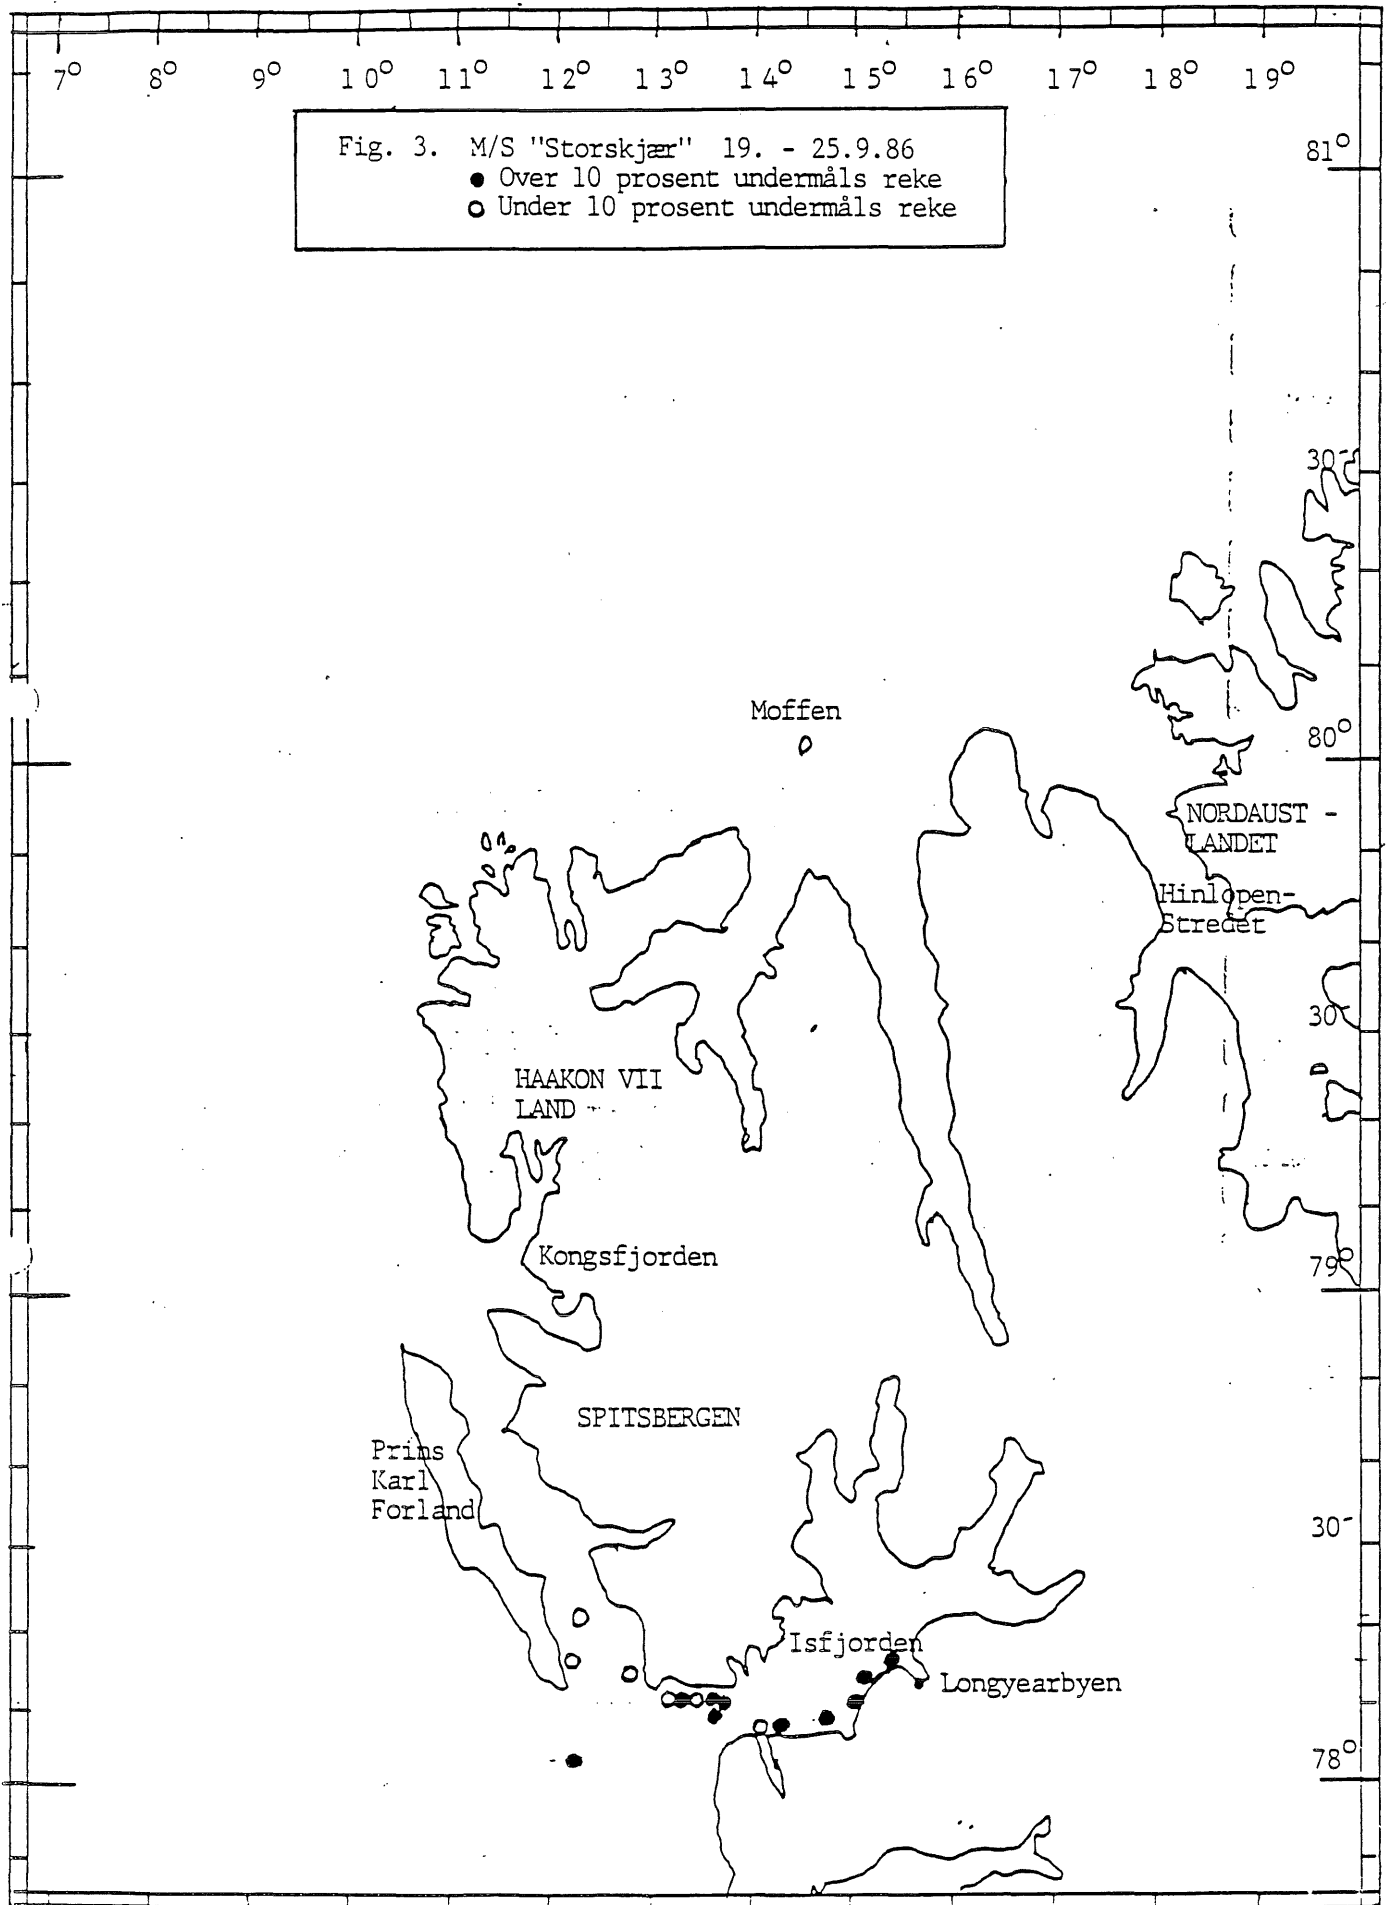 7° 8° 9° 10° 11° 12° 13° 14° 15° 16° 17° 18° 19°
Fig. 3. M/S "Storskjær" 19. - 25.9.86
● Over 10 prosent undermåls reke
○ Under 10 prosent undermåls reke
81°
30'
Moffen
80°
NORDAUST -
LANDET
Hinlopen-
Stredet
30'
HAAKON VII
LAND
Kongsfjorden
79°
SPITSBERGEN
Prins
Karl
Forland
30'
Isfjorden
Longyearbyen
78°